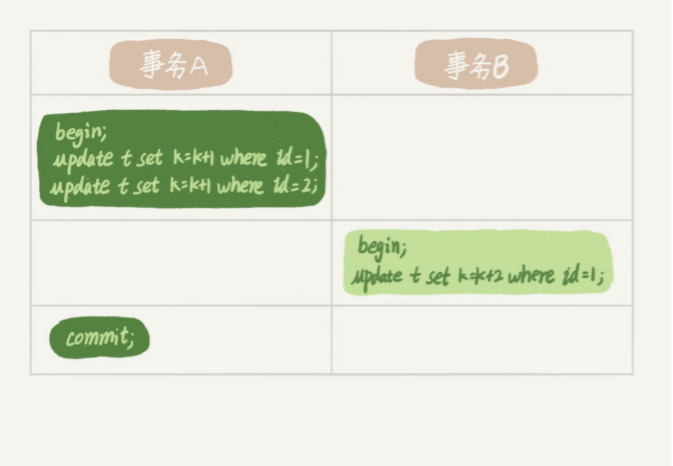 事务A
事务B
begin;
update t set k=k+1 where id=1;
update t set k=k+1 where id=2;
begin;
update t set k=k+2 where id=1;
commit;